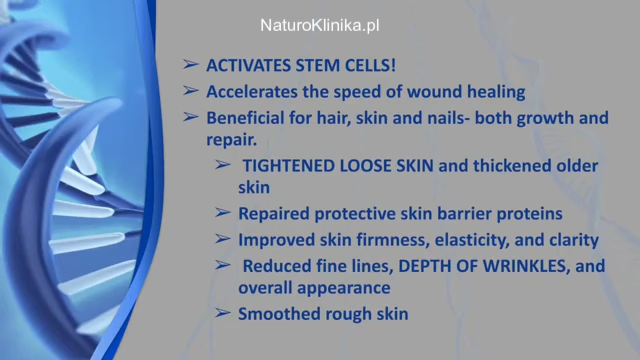 NaturoKlinika.pl
➢ ACTIVATES STEM CELLS!
➢ Accelerates the speed of wound healing
➢ Beneficial for hair, skin and nails- both growth and
repair.
➢ TIGHTENED LOOSE SKIN and thickened older
skin
➢ Repaired protective skin barrier proteins
➢ Improved skin firmness, elasticity, and clarity
➢ Reduced fine lines, DEPTH OF WRINKLES, and
overall appearance
➢ Smoothed rough skin